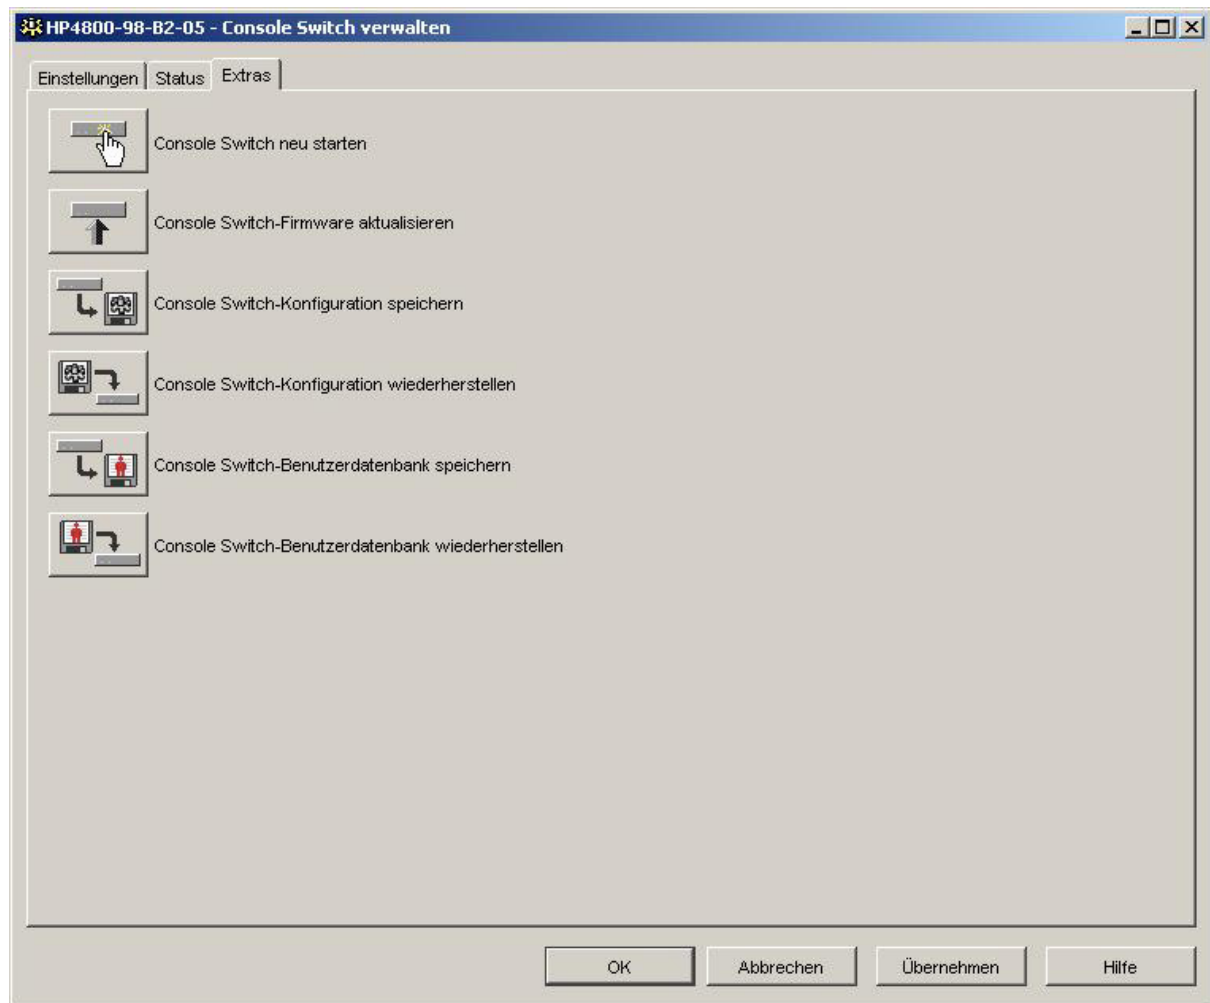 HP4800-98-B2-05 - Console Switch verwalten
Einstellungen Status Extras
Console Switch neu starten
Console Switch-Firmware aktualisieren
Console Switch-Konfiguration speichern
Console Switch-Konfiguration wiederherstellen
Console Switch-Benutzerdatenbank speichern
Console Switch-Benutzerdatenbank wiederherstellen
OK Abbrechen Übernehmen Hilfe